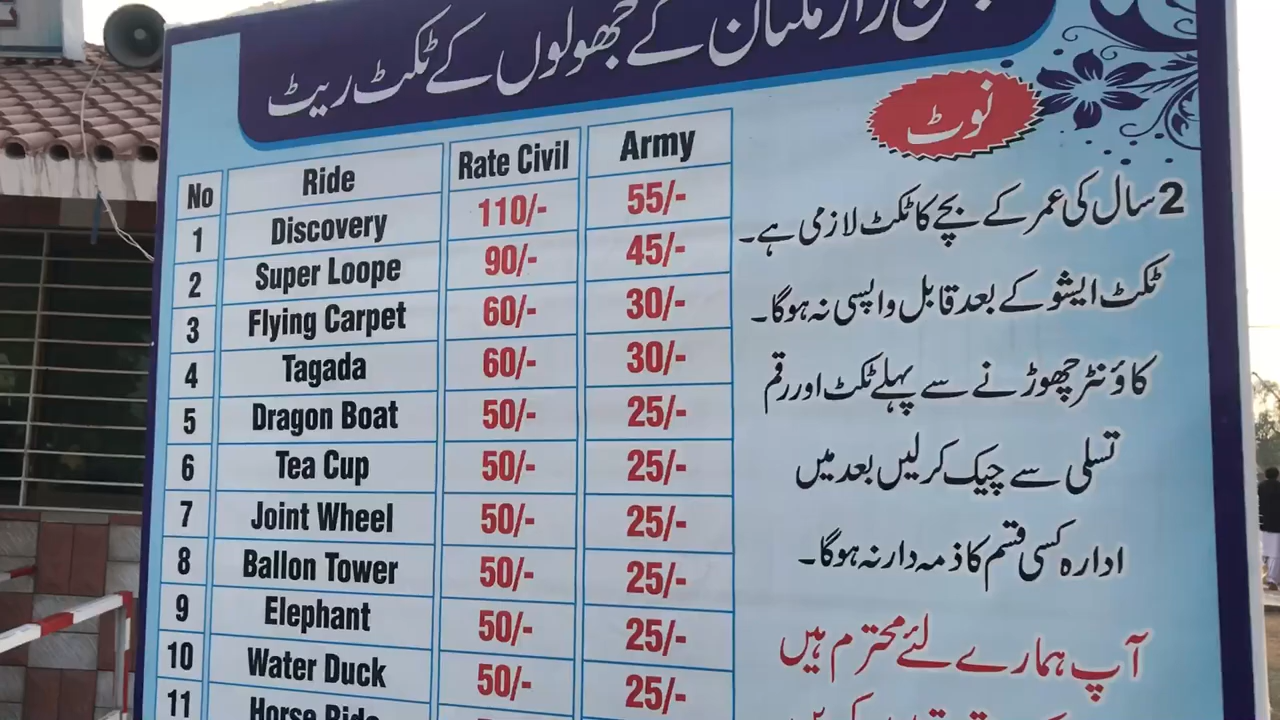 گلزار ملتان کے جھولوں کے ٹکٹ ریٹ
No Ride Rate Civil Army
1 Discovery 110/- 55/-
2 Super Loope 90/- 45/-
3 Flying Carpet 60/- 30/-
4 Tagada 60/- 30/-
5 Dragon Boat 50/- 25/-
6 Tea Cup 50/- 25/-
7 Joint Wheel 50/- 25/-
8 Ballon Tower 50/- 25/-
9 Elephant 50/- 25/-
10 Water Duck 50/- 25/-
11 Horse Ride
نوٹ
2 سال کی عمر کے بچے کا ٹکٹ لازمی ہے۔
ٹکٹ ایشو کے بعد قابل واپسی نہ ہوگا۔
کاؤنٹر چھوڑنے سے پہلے ٹکٹ اور رقم
تسلی سے چیک کرلیں بعد میں
ادارہ کسی قسم کا ذمہ دار نہ ہوگا۔
آپ ہمارے لئے محترم ہیں